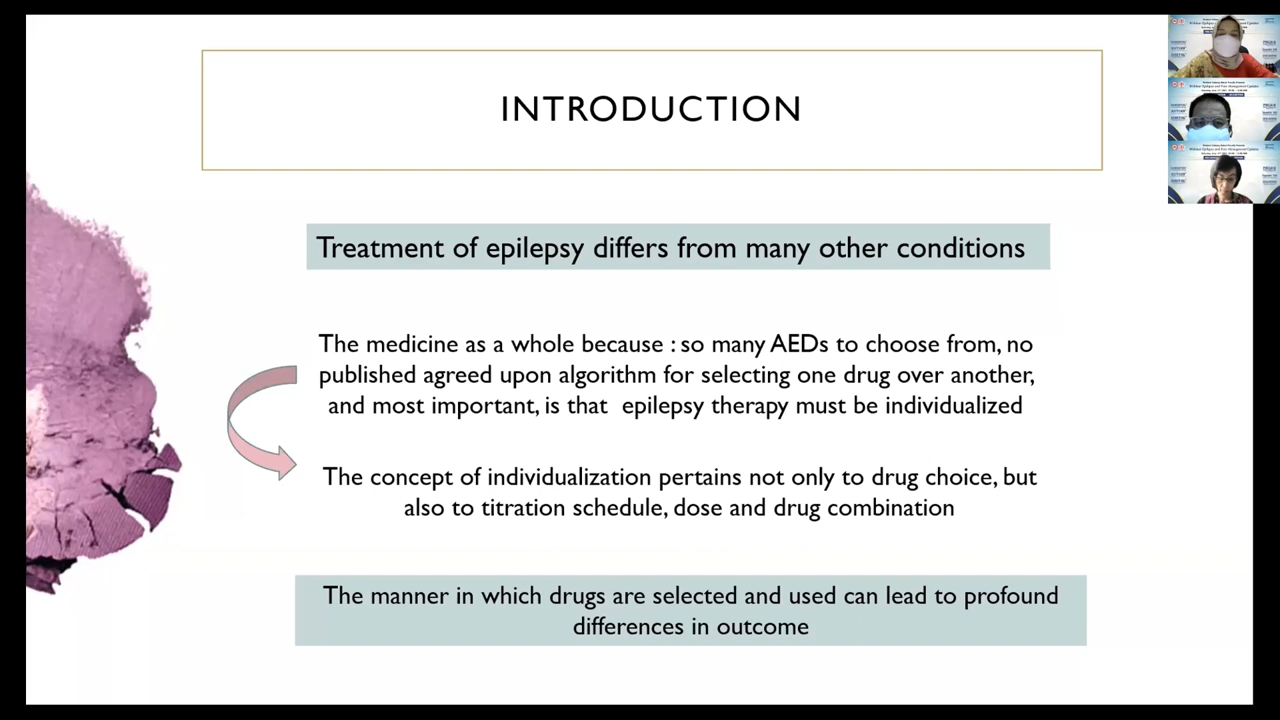 INTRODUCTION
Treatment of epilepsy differs from many other conditions
The medicine as a whole because : so many AEDs to choose from, no
published agreed upon algorithm for selecting one drug over another,
and most important, is that epilepsy therapy must be individualized
The concept of individualization pertains not only to drug choice, but
also to titration schedule, dose and drug combination
The manner in which drugs are selected and used can lead to profound
differences in outcome